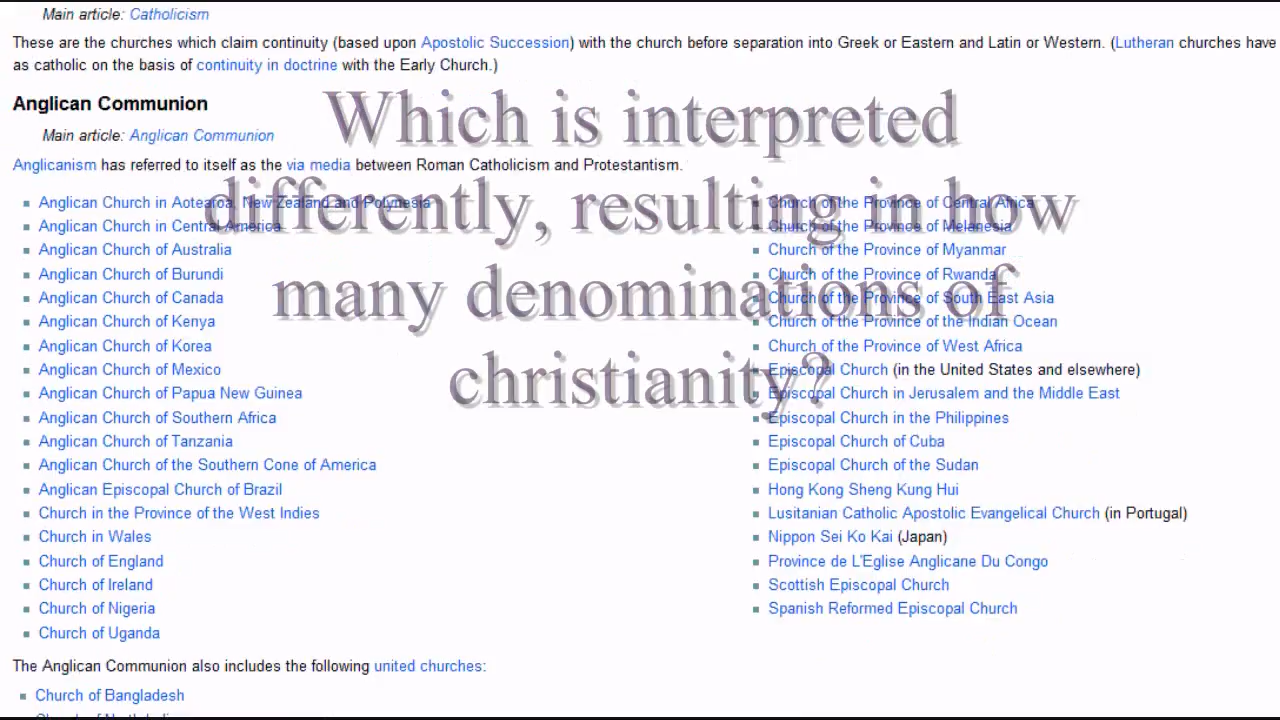 Main article: Catholicism
These are the churches which claim continuity (based upon Apostolic Succession) with the church before separation into Greek or Eastern and Latin or Western. (Lutheran churches have
as catholic on the basis of continuity in doctrine with the Early Church.)
Anglican Communion
Main article: Anglican Communion
Anglicanism has referred to itself as the via media between Roman Catholicism and Protestantism.
Which is interpreted
differently, resulting in how
many denominations of
christianity?
Anglican Church in Aotearoa, New Zealand and Polynesia
Anglican Church in Central America
Anglican Church of Australia
Anglican Church of Burundi
Anglican Church of Canada
Anglican Church of Kenya
Anglican Church of Korea
Anglican Church of Mexico
Anglican Church of Papua New Guinea
Anglican Church of Southern Africa
Anglican Church of Tanzania
Anglican Church of the Southern Cone of America
Anglican Episcopal Church of Brazil
Church in the Province of the West Indies
Church in Wales
Church of England
Church of Ireland
Church of Nigeria
Church of Uganda
Church of the Province of Central Africa
Church of the Province of Melanesia
Church of the Province of Myanmar
Church of the Province of Rwanda
Church of the Province of South East Asia
Church of the Province of the Indian Ocean
Church of the Province of West Africa
Episcopal Church (in the United States and elsewhere)
Episcopal Church in Jerusalem and the Middle East
Episcopal Church in the Philippines
Episcopal Church of Cuba
Episcopal Church of the Sudan
Hong Kong Sheng Kung Hui
Lusitanian Catholic Apostolic Evangelical Church (in Portugal)
Nippon Sei Ko Kai (Japan)
Province de L'Eglise Anglicane Du Congo
Scottish Episcopal Church
Spanish Reformed Episcopal Church
The Anglican Communion also includes the following united churches:
Church of Bangladesh